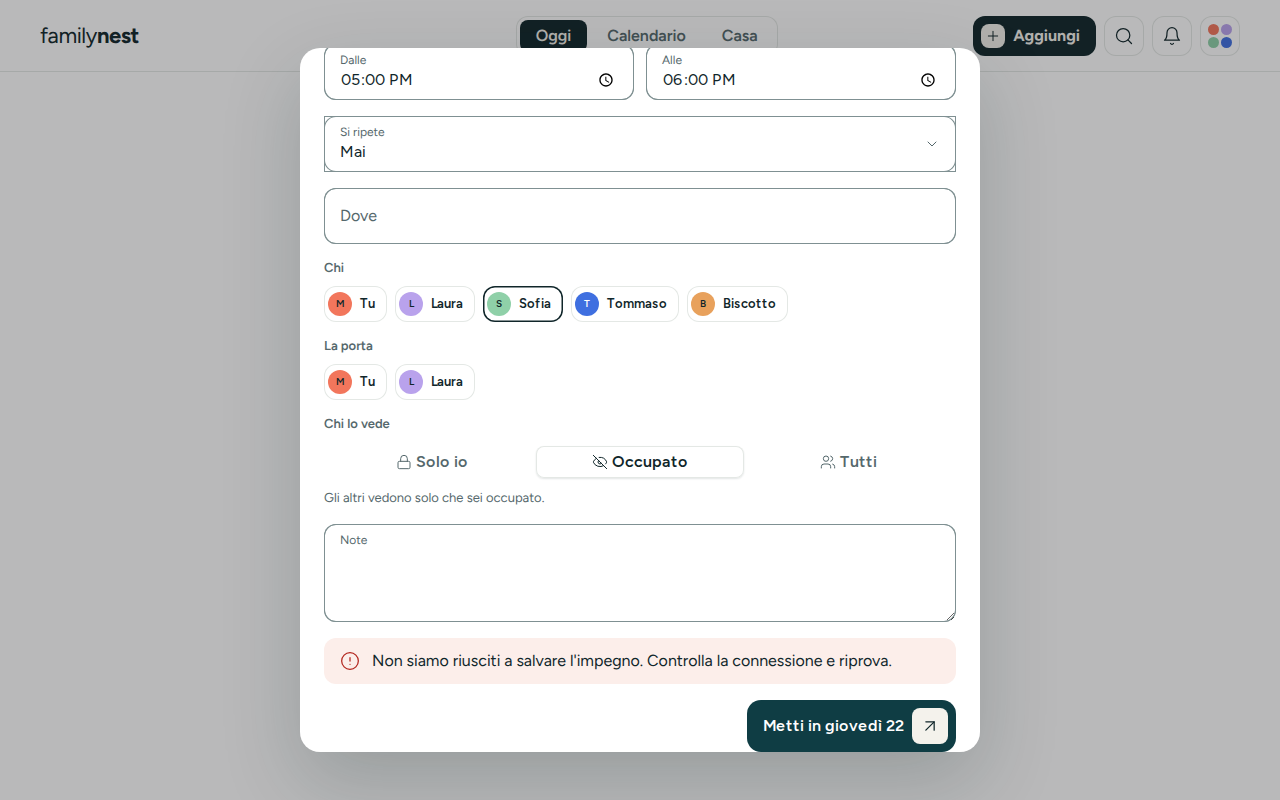 familynest
Oggi
Calendario
Casa
Aggiungi
Dalle
05:00 PM
Alle
06:00 PM
Si ripete
Mai
Dove
Chi
M Tu
L Laura
S Sofia
T Tommaso
B Biscotto
La porta
M Tu
L Laura
Chi lo vede
Solo io
Occupato
Tutti
Gli altri vedono solo che sei occupato.
Note
Non siamo riusciti a salvare l'impegno. Controlla la connessione e riprova.
Metti in giovedì 22